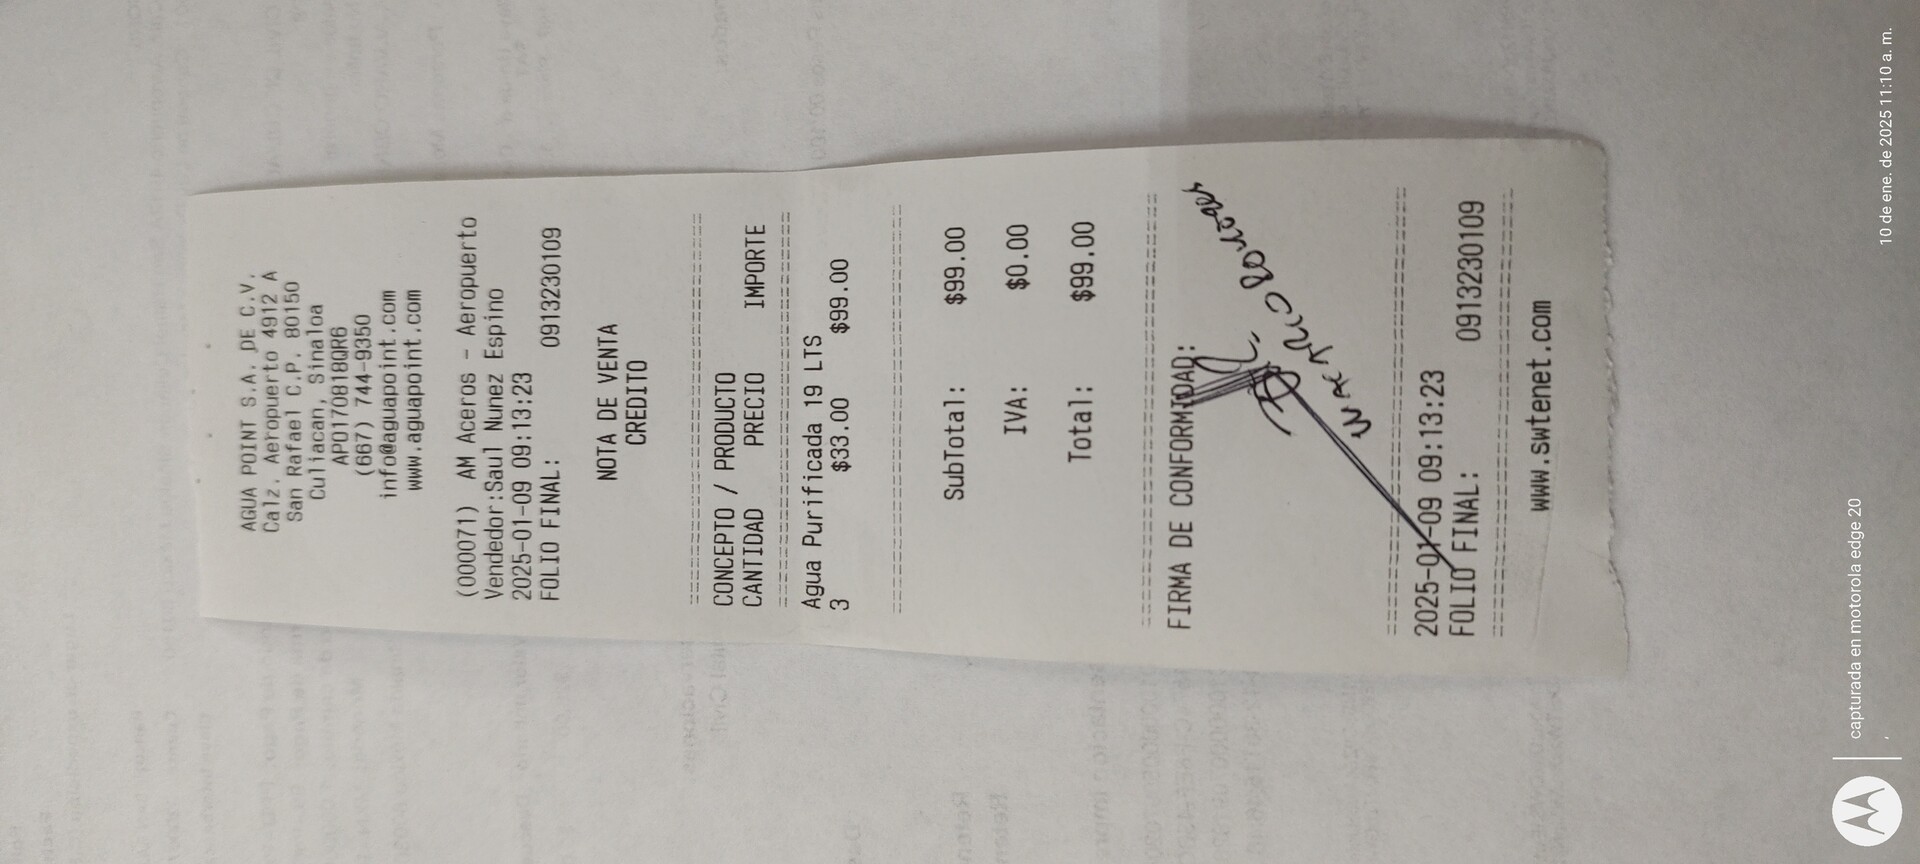 AGUA POINT S.A. DE C.V.
Calz. Aeropuerto 4912 A
San Rafael C.P. 80150
Culiacan, Sinaloa
APO170818QR6
(667) 744-9350
info@aguapoint.com
www.aguapoint.com
(000071) AM Aceros - Aeropuerto
Vendedor:Saul Nunez Espino
2025-01-09 09:13:23
FOLIO FINAL: 0913230109
NOTA DE VENTA
CREDITO
CONCEPTO / PRODUCTO
CANTIDAD PRECIO IMPORTE
Agua Purificada 19 LTS
3 $33.00 $99.00
SubTotal: $99.00
IVA: $0.00
Total: $99.00
FIRMA DE CONFORMIDAD:
2025-01-09 09:13:23
FOLIO FINAL: 0913230109
www.swtenet.com
capturada en motorola edge 20
10 de ene. de 2025 11:10 a. m.